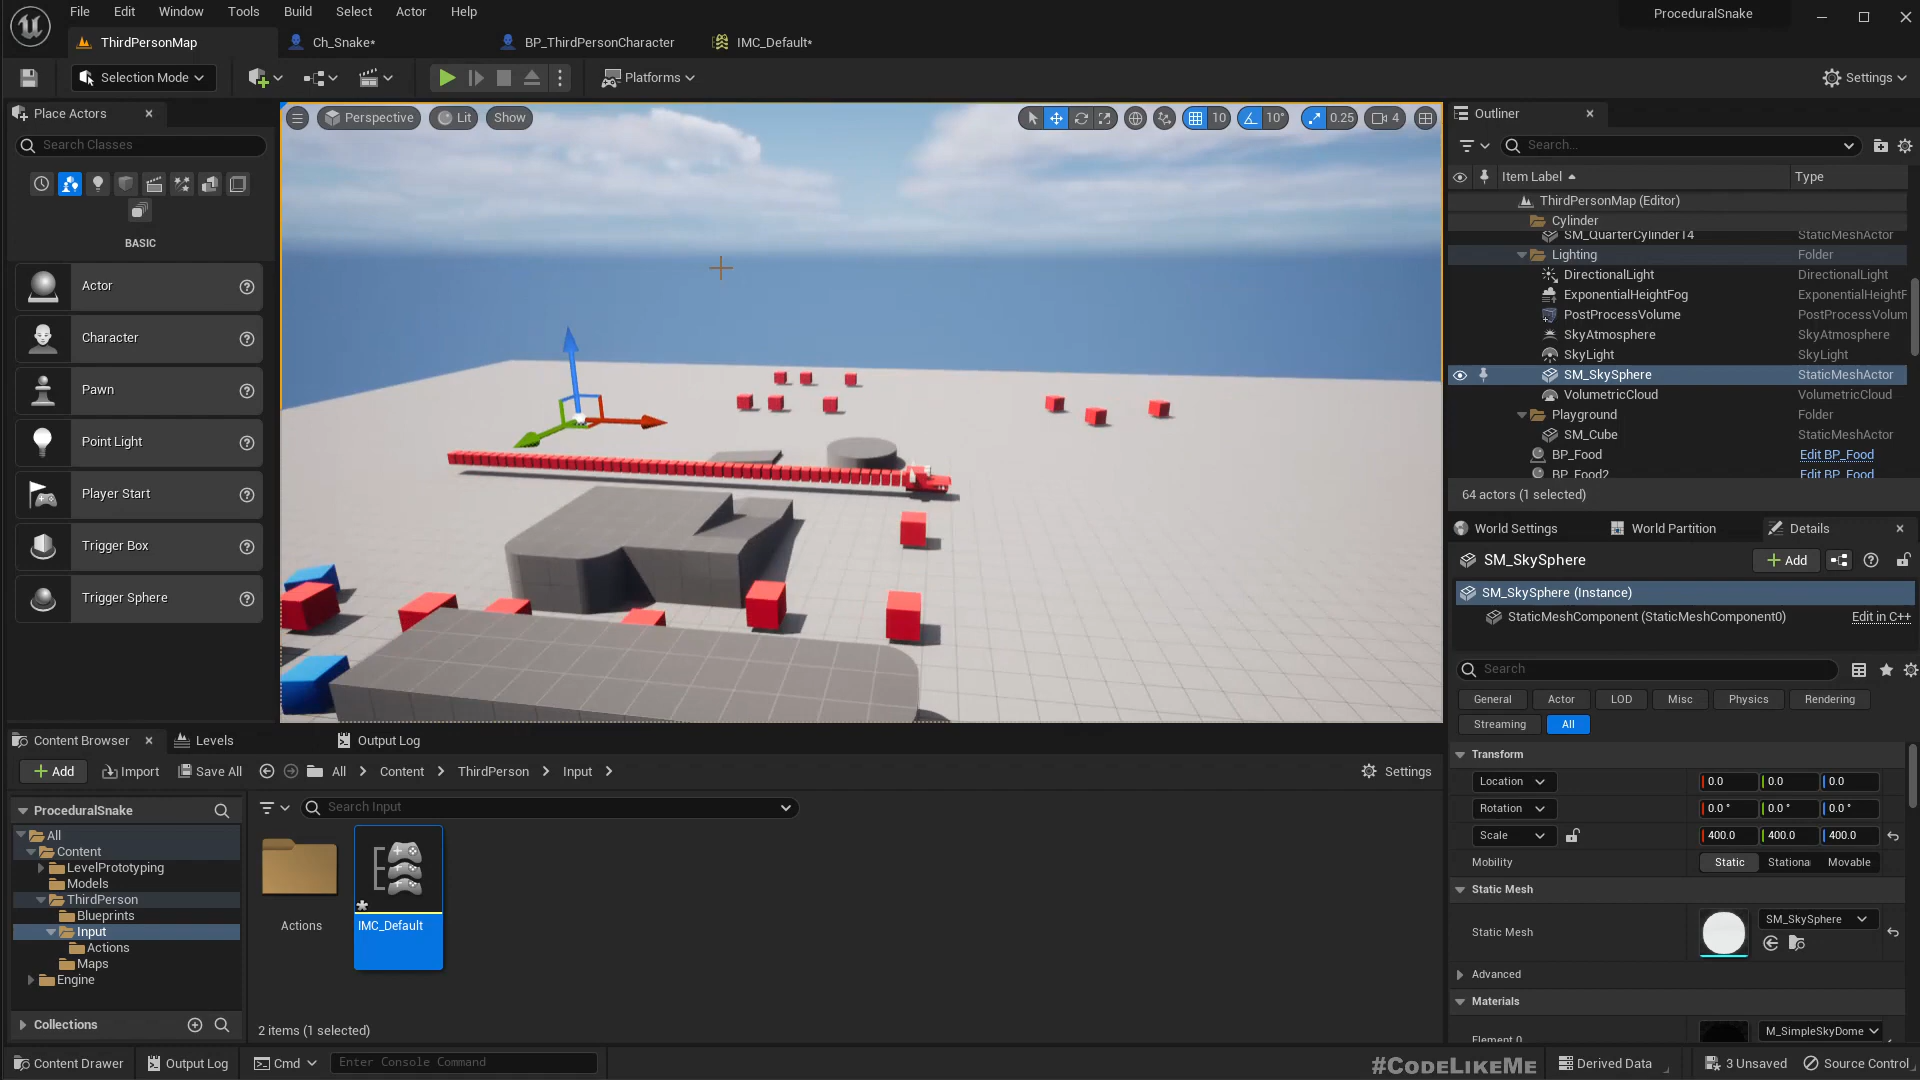 File Edit Window Tools Build Select Actor Help
ProceduralSnake
ThirdPersonMap Ch_Snake* BP_ThirdPersonCharacter IMC_Default*
Selection Mode Platforms Settings
Place Actors
Search Classes
BASIC
Actor
Character
Pawn
Point Light
Player Start
Trigger Box
Trigger Sphere
Perspective Lit Show 10 10° 0.25 4
Outliner
Search...
Item Label Type
ThirdPersonMap (Editor)
Cylinder
SM_QuarterCylinder14 StaticMeshActor
Lighting Folder
DirectionalLight DirectionalLight
ExponentialHeightFog ExponentialHeightF
PostProcessVolume PostProcessVolum
SkyAtmosphere SkyAtmosphere
SkyLight SkyLight
SM_SkySphere StaticMeshActor
VolumetricCloud VolumetricCloud
Playground Folder
SM_Cube StaticMeshActor
BP_Food Edit BP_Food
BP_Food2 Edit BP_Food
64 actors (1 selected)
World Settings World Partition Details
SM_SkySphere Add
SM_SkySphere (Instance)
StaticMeshComponent (StaticMeshComponent0) Edit in C++
Search
General Actor LOD Misc Physics Rendering
Streaming All
Transform
Location 0.0 0.0 0.0
Rotation 0.0 ° 0.0 ° 0.0 °
Scale 400.0 400.0 400.0
Mobility Static Stationa Movable
Static Mesh
Static Mesh SM_SkySphere
Advanced
Materials
Element 0 M_SimpleSkyDome
Content Browser Levels Output Log
Add Import Save All All Content ThirdPerson Input Settings
ProceduralSnake
Search Input
All
Content
LevelPrototyping
Models
ThirdPerson
Blueprints
Input
Actions
Maps
Engine
Collections
Actions
IMC_Default
2 items (1 selected)
Content Drawer Output Log Cmd Enter Console Command #CodeLikeMe Derived Data 3 Unsaved Source Control